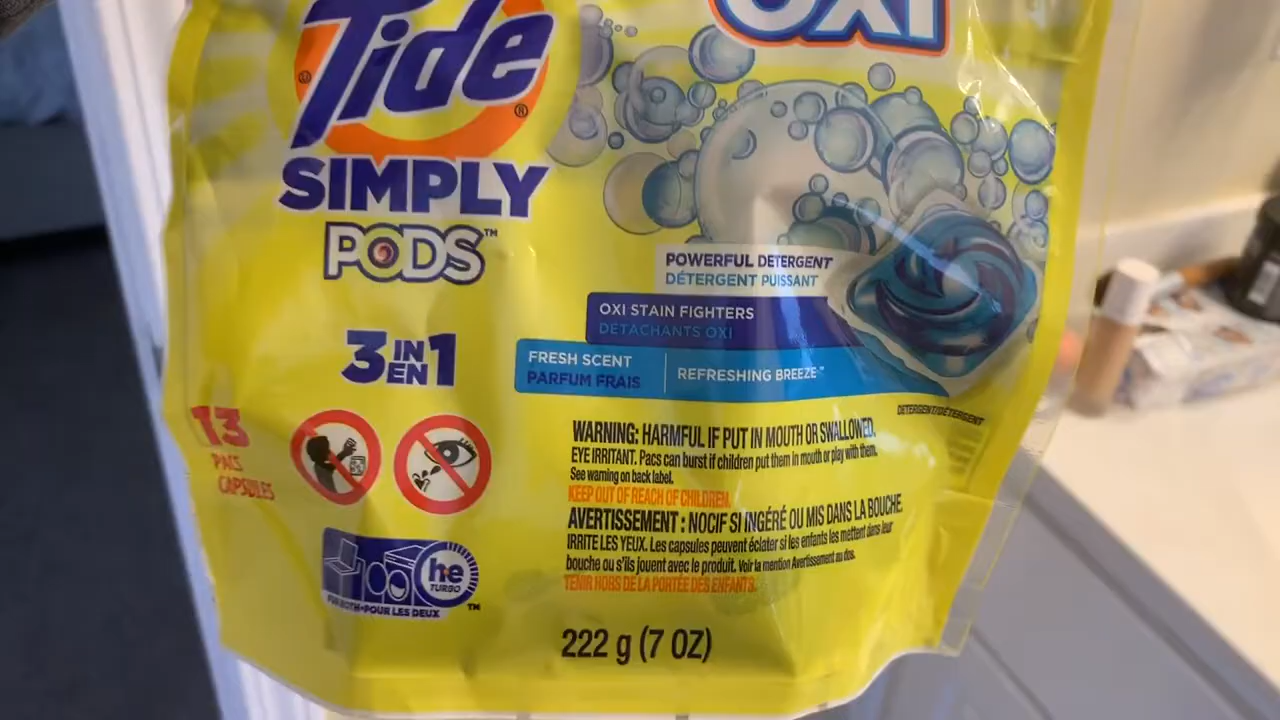 OXI
Tide®
SIMPLY
PODS™
POWERFUL DETERGENT
DÉTERGENT PUISSANT
OXI STAIN FIGHTERS
DÉTACHANTS OXI
FRESH SCENT
PARFUM FRAIS
REFRESHING BREEZE™
3 IN EN 1
DETERGENT/DÉTERGENT
13
PACS
CAPSULES
WARNING: HARMFUL IF PUT IN MOUTH OR SWALLOWED.
EYE IRRITANT. Pacs can burst if children put them in mouth or play with them.
See warning on back label.
KEEP OUT OF REACH OF CHILDREN.
AVERTISSEMENT : NOCIF SI INGÉRÉ OU MIS DANS LA BOUCHE.
IRRITE LES YEUX. Les capsules peuvent éclater si les enfants les mettent dans leur
bouche ou s'ils jouent avec le produit. Voir la mention Avertissement au dos.
TENIR HORS DE LA PORTÉE DES ENFANTS.
he
TURBO
FOR BOTH•POUR LES DEUX™
222 g (7 OZ)